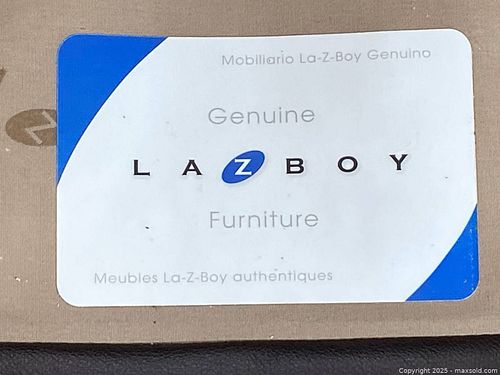 Mobiliario La-Z-Boy Genuino
Genuine
LAZBOY
Furniture
Meubles La-Z-Boy authentiques
Z
Copyright 2025 - maxsold.com